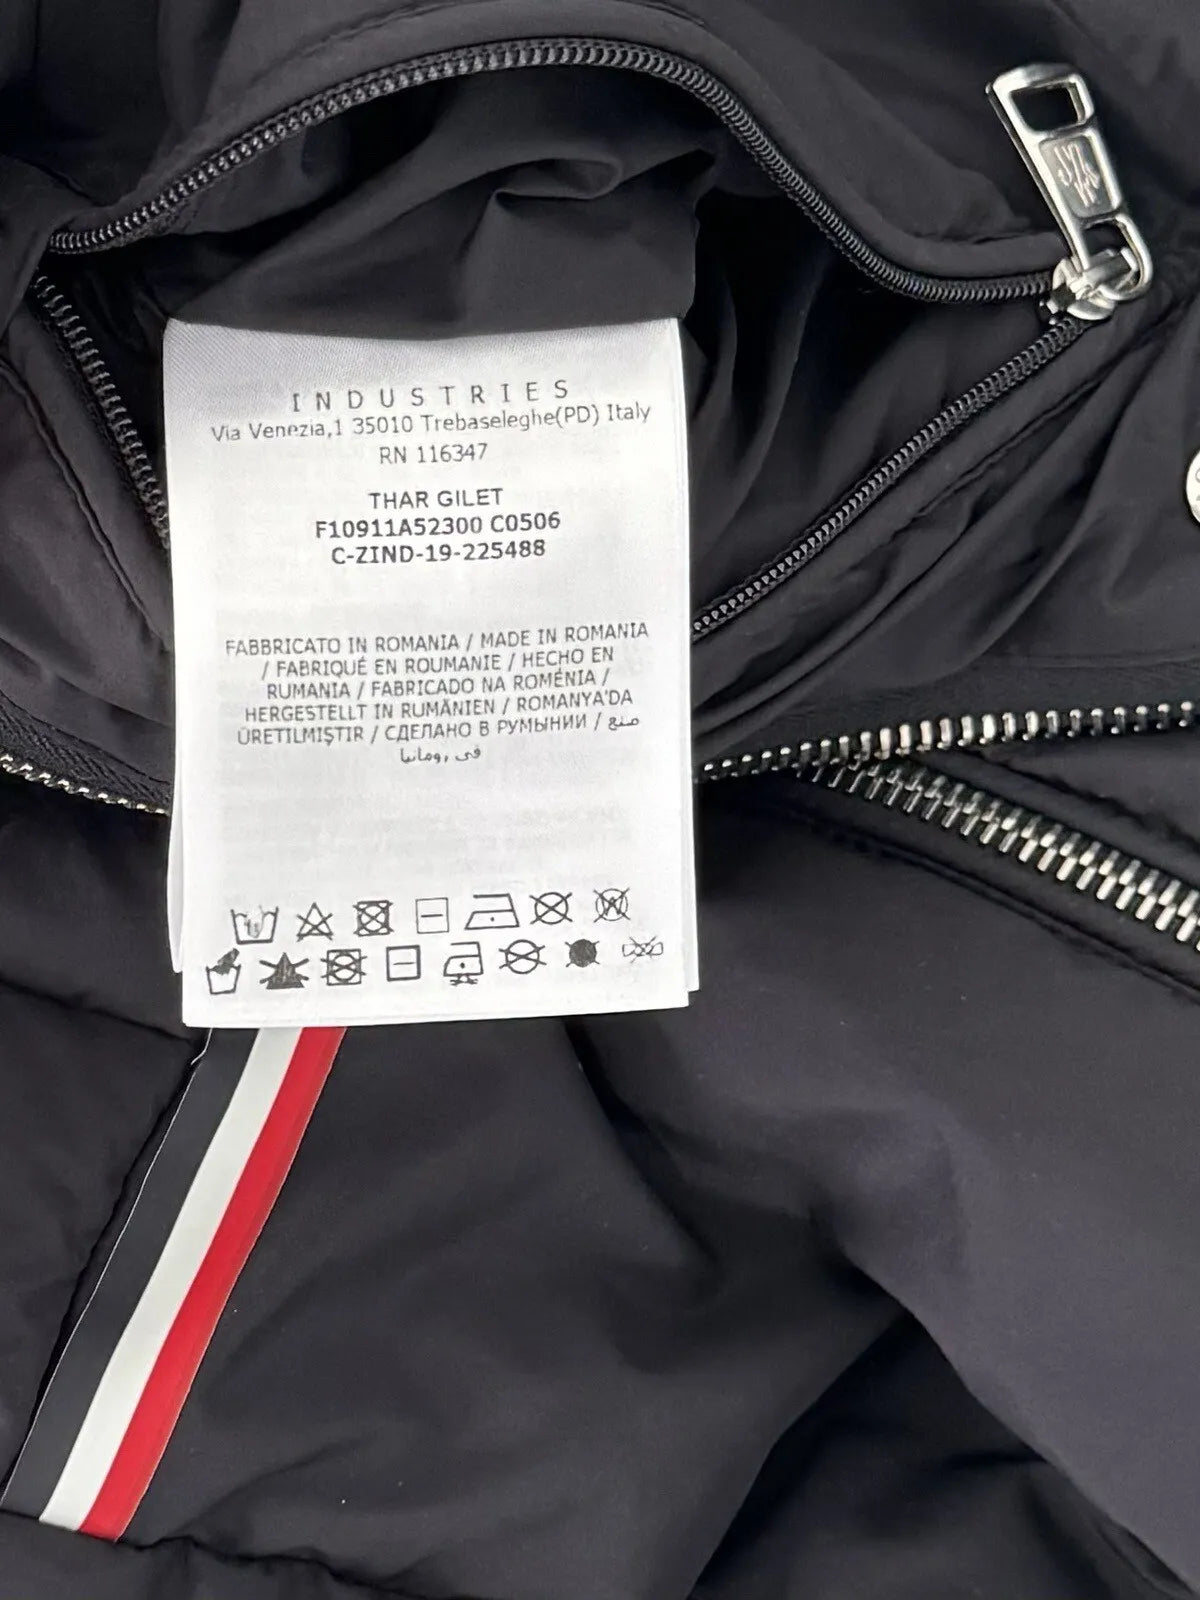 INDUSTRIES
Via Venezia,1 35010 Trebaseleghe(PD) Italy
RN 116347
THAR GILET
F10911A52300 C0506
C-ZIND-19-225488
FABBRICATO IN ROMANIA / MADE IN ROMANIA
/ FABRIQUÉ EN ROUMANIE / HECHO EN
RUMANIA / FABRICADO NA ROMÉNIA /
HERGESTELLT IN RUMÄNIEN / ROMANYA'DA
ÜRETILMIŞTIR / СДЕЛАНО В РУМЫНИИ / صنع
في رومانيا